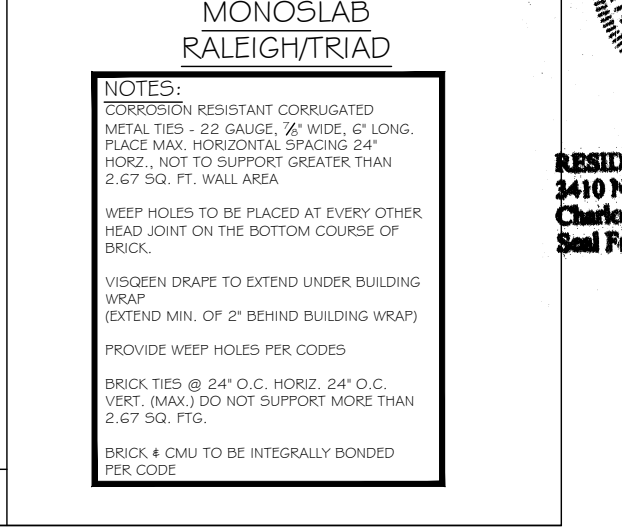 MONOSLAB
RALEIGH/TRIAD
NOTES:
CORROSION RESISTANT CORRUGATED
METAL TIES - 22 GAUGE, 7/8" WIDE, 6" LONG.
PLACE MAX. HORIZONTAL SPACING 24"
HORZ., NOT TO SUPPORT GREATER THAN
2.67 SQ. FT. WALL AREA
WEEP HOLES TO BE PLACED AT EVERY OTHER
HEAD JOINT ON THE BOTTOM COURSE OF
BRICK.
VISQEEN DRAPE TO EXTEND UNDER BUILDING
WRAP
(EXTEND MIN. OF 2" BEHIND BUILDING WRAP)
PROVIDE WEEP HOLES PER CODES
BRICK TIES @ 24" O.C. HORIZ. 24" O.C.
VERT. (MAX.) DO NOT SUPPORT MORE THAN
2.67 SQ. FTG.
BRICK & CMU TO BE INTEGRALLY BONDED
PER CODE
3410
Seal